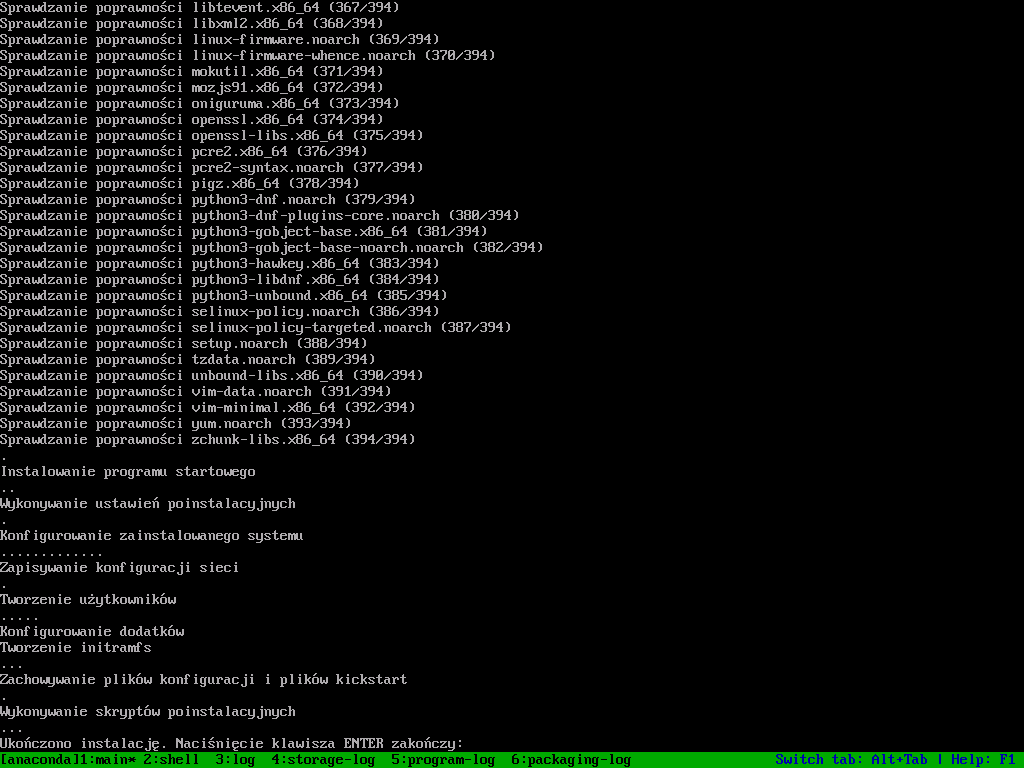 Sprawdzanie poprawności libtevent.x86_64 (367/394)
Sprawdzanie poprawności libxml2.x86_64 (368/394)
Sprawdzanie poprawności linux-firmware.noarch (369/394)
Sprawdzanie poprawności linux-firmware-whence.noarch (370/394)
Sprawdzanie poprawności mokutil.x86_64 (371/394)
Sprawdzanie poprawności mozjs91.x86_64 (372/394)
Sprawdzanie poprawności oniguruma.x86_64 (373/394)
Sprawdzanie poprawności openssl.x86_64 (374/394)
Sprawdzanie poprawności openssl-libs.x86_64 (375/394)
Sprawdzanie poprawności pcre2.x86_64 (376/394)
Sprawdzanie poprawności pcre2-syntax.noarch (377/394)
Sprawdzanie poprawności pigz.x86_64 (378/394)
Sprawdzanie poprawności python3-dnf.noarch (379/394)
Sprawdzanie poprawności python3-dnf-plugins-core.noarch (380/394)
Sprawdzanie poprawności python3-gobject-base.x86_64 (381/394)
Sprawdzanie poprawności python3-gobject-base-noarch.noarch (382/394)
Sprawdzanie poprawności python3-hawkey.x86_64 (383/394)
Sprawdzanie poprawności python3-libdnf.x86_64 (384/394)
Sprawdzanie poprawności python3-unbound.x86_64 (385/394)
Sprawdzanie poprawności selinux-policy.noarch (386/394)
Sprawdzanie poprawności selinux-policy-targeted.noarch (387/394)
Sprawdzanie poprawności setup.noarch (388/394)
Sprawdzanie poprawności tzdata.noarch (389/394)
Sprawdzanie poprawności unbound-libs.x86_64 (390/394)
Sprawdzanie poprawności vim-data.noarch (391/394)
Sprawdzanie poprawności vim-minimal.x86_64 (392/394)
Sprawdzanie poprawności yum.noarch (393/394)
Sprawdzanie poprawności zchunk-libs.x86_64 (394/394)
.
Instalowanie programu startowego
..
Wykonywanie ustawień poinstalacyjnych
.
Konfigurowanie zainstalowanego systemu
.............
Zapisywanie konfiguracji sieci
.
Tworzenie użytkowników
.....
Konfigurowanie dodatków
Tworzenie initramfs
...
Zachowywanie plików konfiguracji i plików kickstart
.
Wykonywanie skryptów poinstalacyjnych
...
Ukończono instalację. Naciśnięcie klawisza ENTER zakończy:
[anaconda]1:main* 2:shell  3:log  4:storage-log  5:program-log  6:packaging-log Switch tab: Alt+Tab | Help: F1